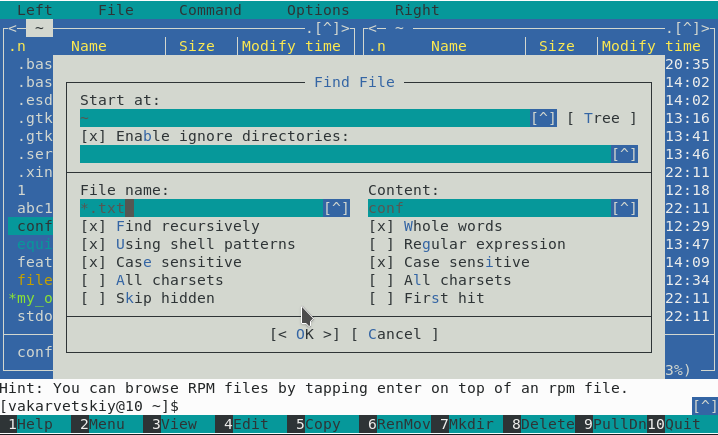 Left File Command Options Right
<─ ~ .[^]> <─ ~ .[^]>
.n Name Size Modify time .n Name Size Modify time
.bas 20:35
.bas 14:02
Find File
.esd 14:02
Start at:
.gtk ~ [^] [ Tree ] 13:16
.gtk [x] Enable ignore directories: 13:41
.ser [^] 13:46
.xin 22:11
1 File name: Content: 12:18
abc1 *.txt [^] conf [^] 22:11
conf [x] Find recursively [x] Whole words 12:29
equi [x] Using shell patterns [ ] Regular expression 13:47
feat [x] Case sensitive [x] Case sensitive 14:09
file [ ] All charsets [ ] All charsets 12:34
*my_o [ ] Skip hidden [ ] First hit 22:11
stdo 22:11
[< OK >] [ Cancel ]
conf
3%)
Hint: You can browse RPM files by tapping enter on top of an rpm file.
[vakarvetskiy@10 ~]$ [^]
1Help 2Menu 3View 4Edit 5Copy 6RenMov 7Mkdir 8Delete 9PullDn 10Quit